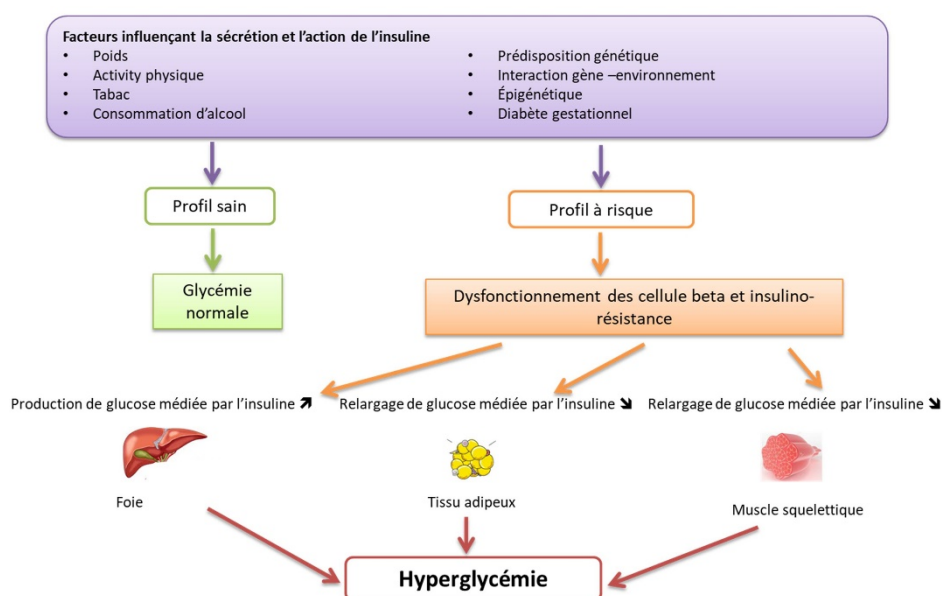 Facteurs influençant la sécrétion et l'action de l'insuline
• Poids
• Activity physique
• Tabac
• Consommation d'alcool
• Prédisposition génétique
• Interaction gène –environnement
• Épigénétique
• Diabète gestationnel
Profil sain
Profil à risque
Glycémie
normale
Dysfonctionnement des cellule beta et insulino-
résistance
Production de glucose médiée par l'insuline ↗
Relargage de glucose médiée par l'insuline ↘
Relargage de glucose médiée par l'insuline ↘
Foie
Tissu adipeux
Muscle squelettique
Hyperglycémie